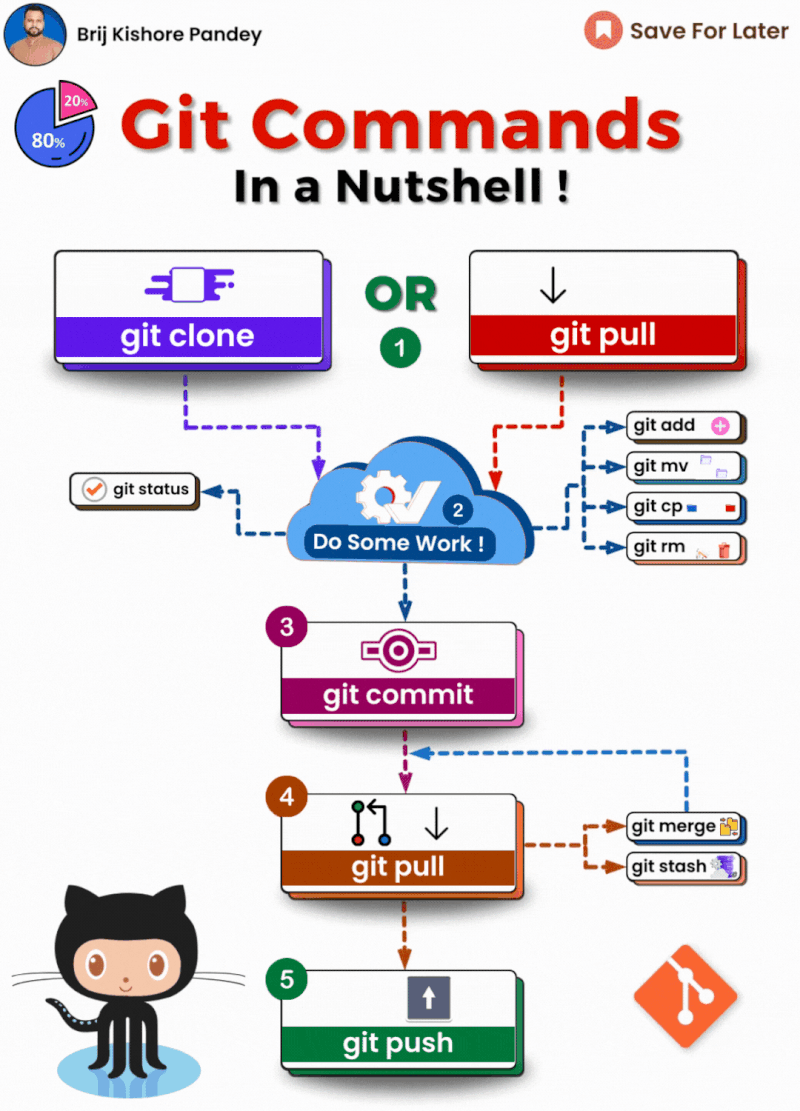 Brij Kishore Pandey
Save For Later
20%
80%
Git Commands
In a Nutshell !
OR
1
git clone
git pull
git add
git mv
git cp
git rm
git status
2
Do Some Work !
3
git commit
4
git pull
git merge
git stash
5
git push